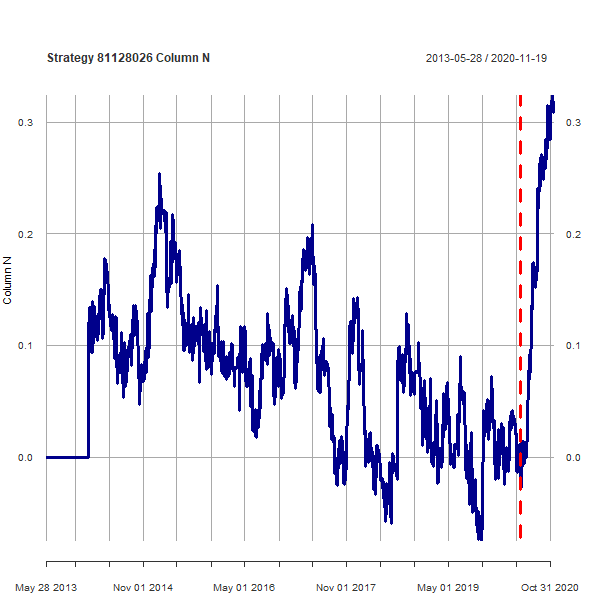 Strategy 81128026 Column N
2013-05-28 / 2020-11-19
0.3
0.3
0.2
0.2
Column N
0.1
0.1
0.0
0.0
May 28 2013
Nov 01 2014
May 01 2016
Nov 01 2017
May 01 2019
Oct 31 2020